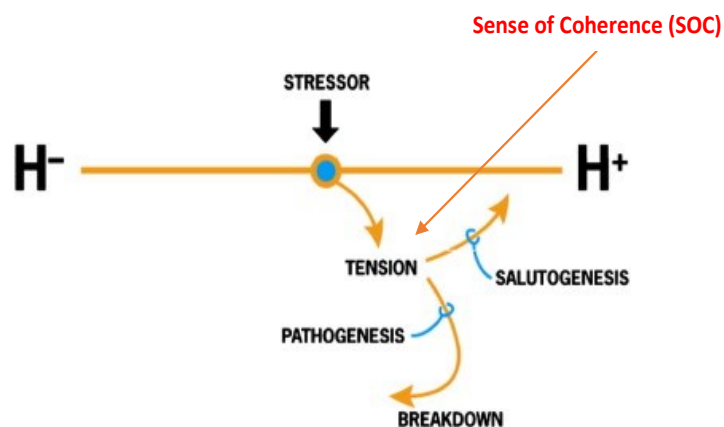 Sense of Coherence (SOC)
STRESSOR
H⁻
H⁺
TENSION
SALUTOGENESIS
PATHOGENESIS
BREAKDOWN